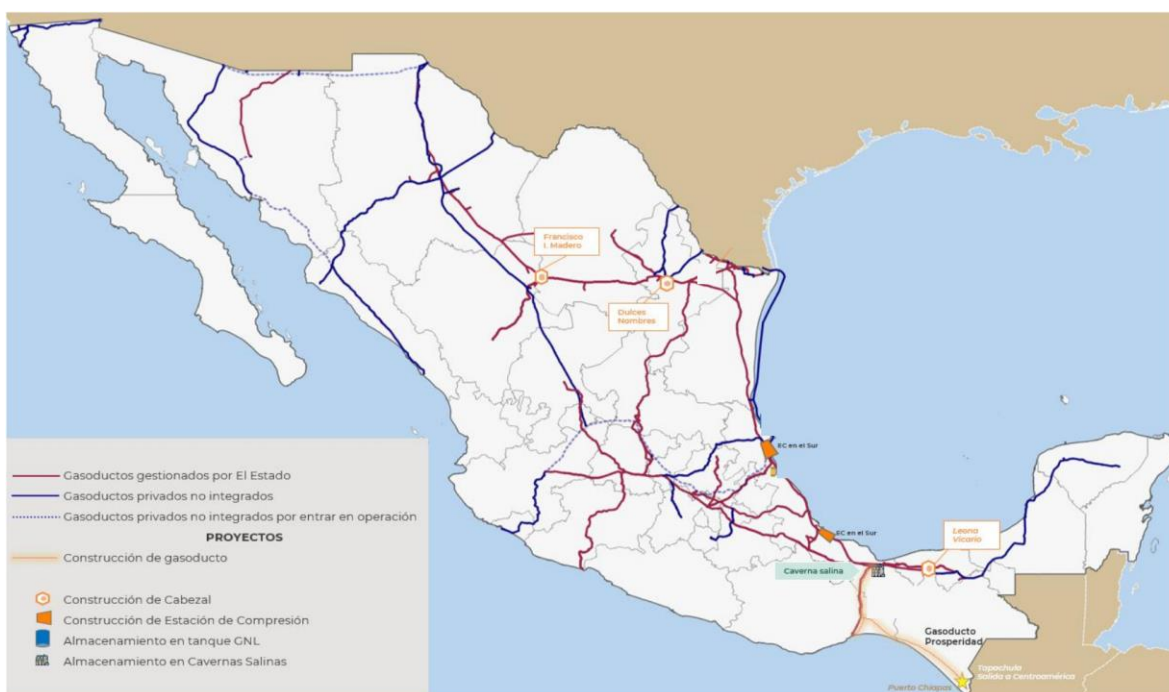 Francisco
I. Madero
Dulces
Nombres
EC en el Sur
EC en el Sur
Leona
Vicario
Caverna salina
Gasoducto
Prosperidad
Tapachula
Salida a Centroamérica
Puerto Chiapas
Gasoductos gestionados por El Estado
Gasoductos privados no integrados
Gasoductos privados no integrados por entrar en operación
PROYECTOS
Construcción de gasoducto
Construcción de Cabezal
Construcción de Estación de Compresión
Almacenamiento en tanque GNL
Almacenamiento en Cavernas Salinas